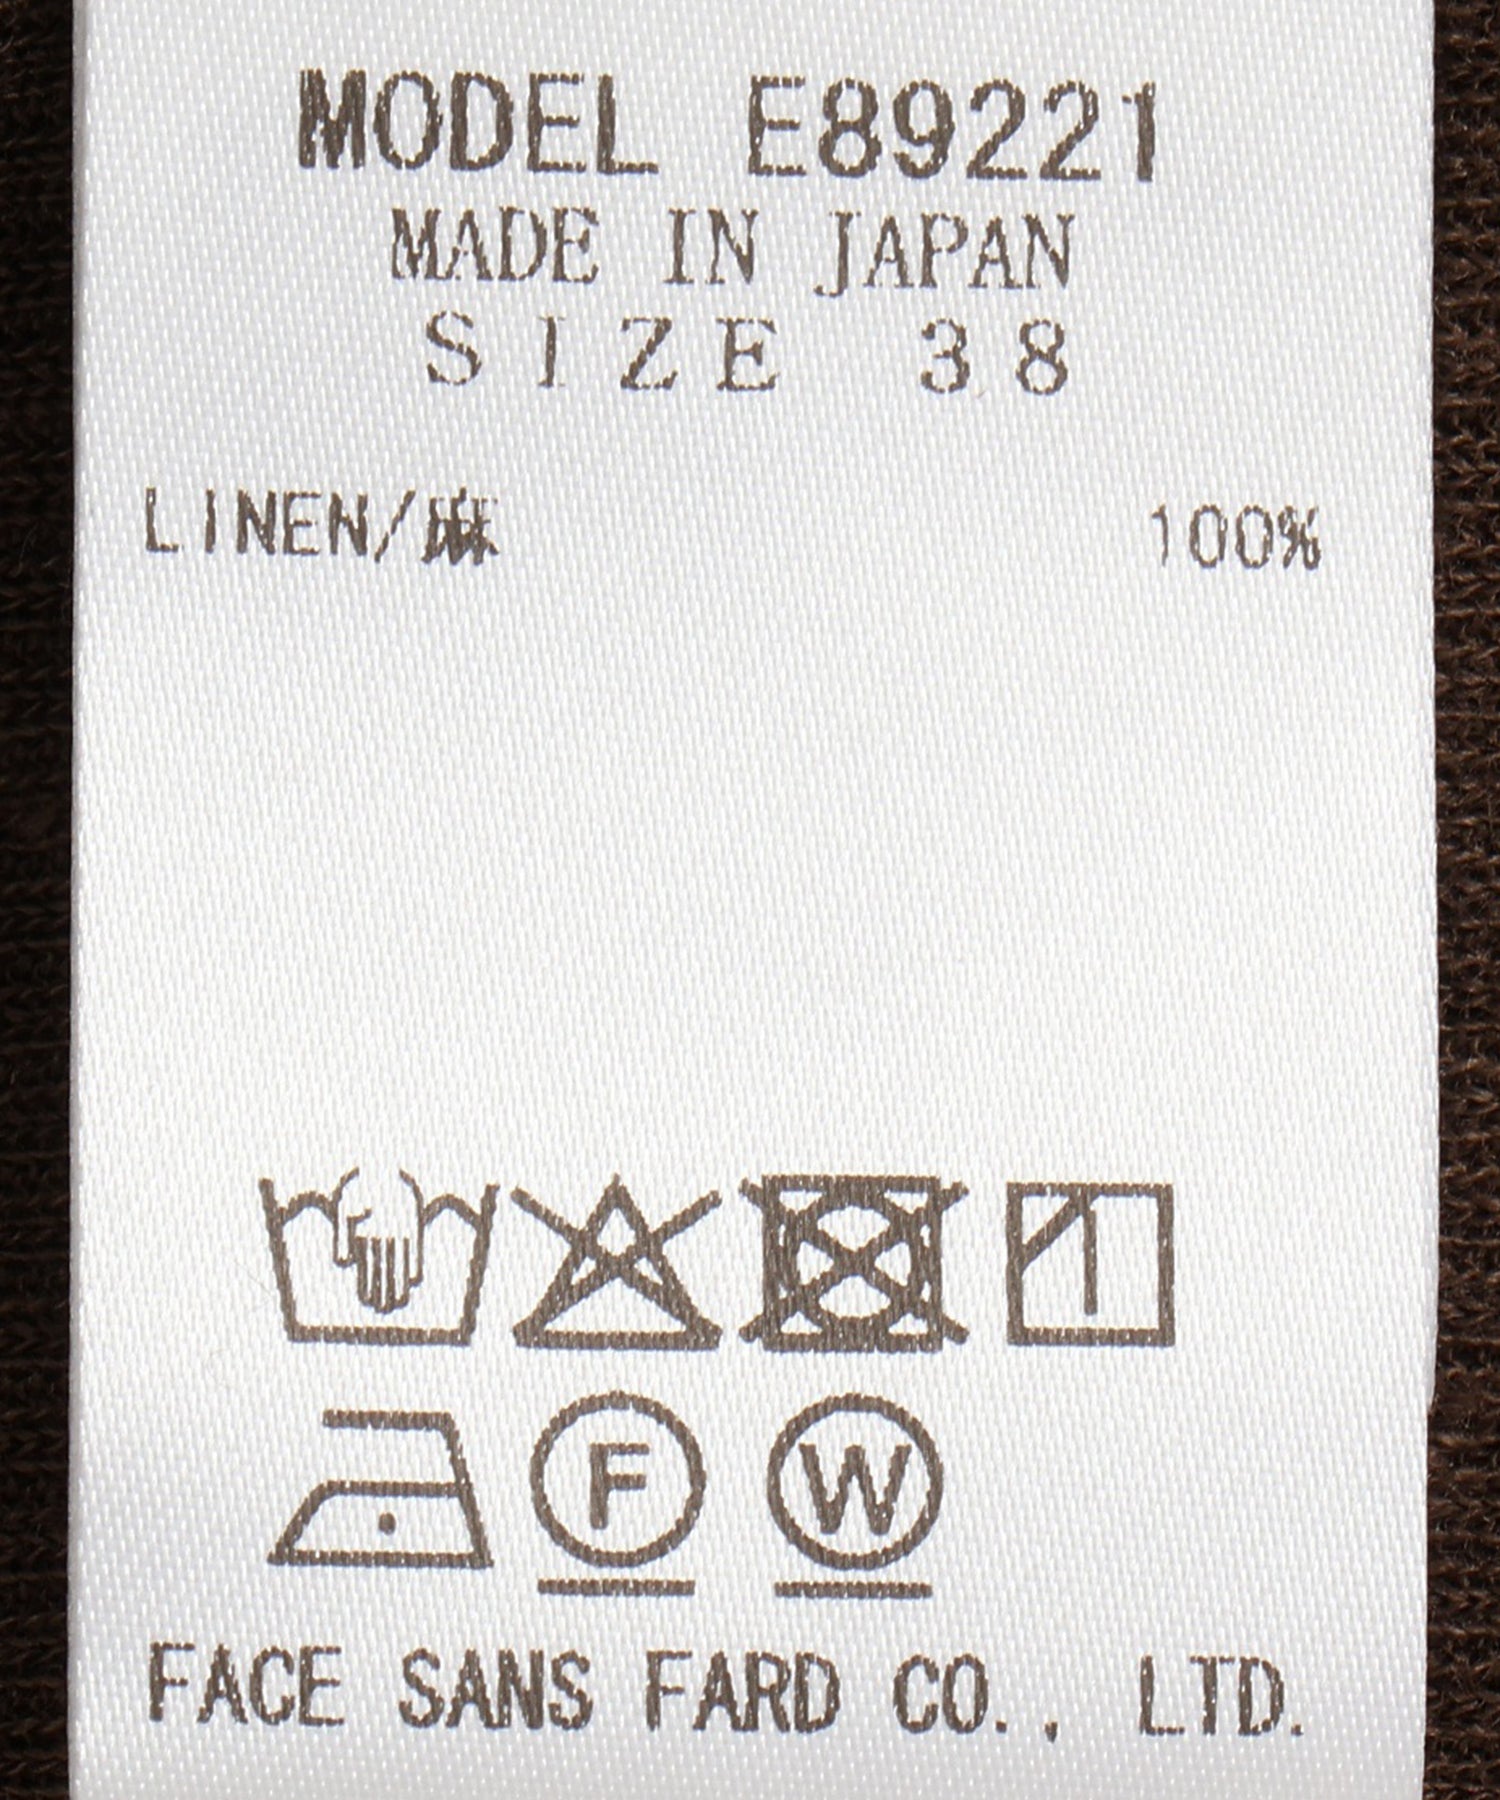 MODEL E89221
MADE IN JAPAN
SIZE 38
LINEN/麻 100%
F W
FACE SANS FARD CO., LTD.